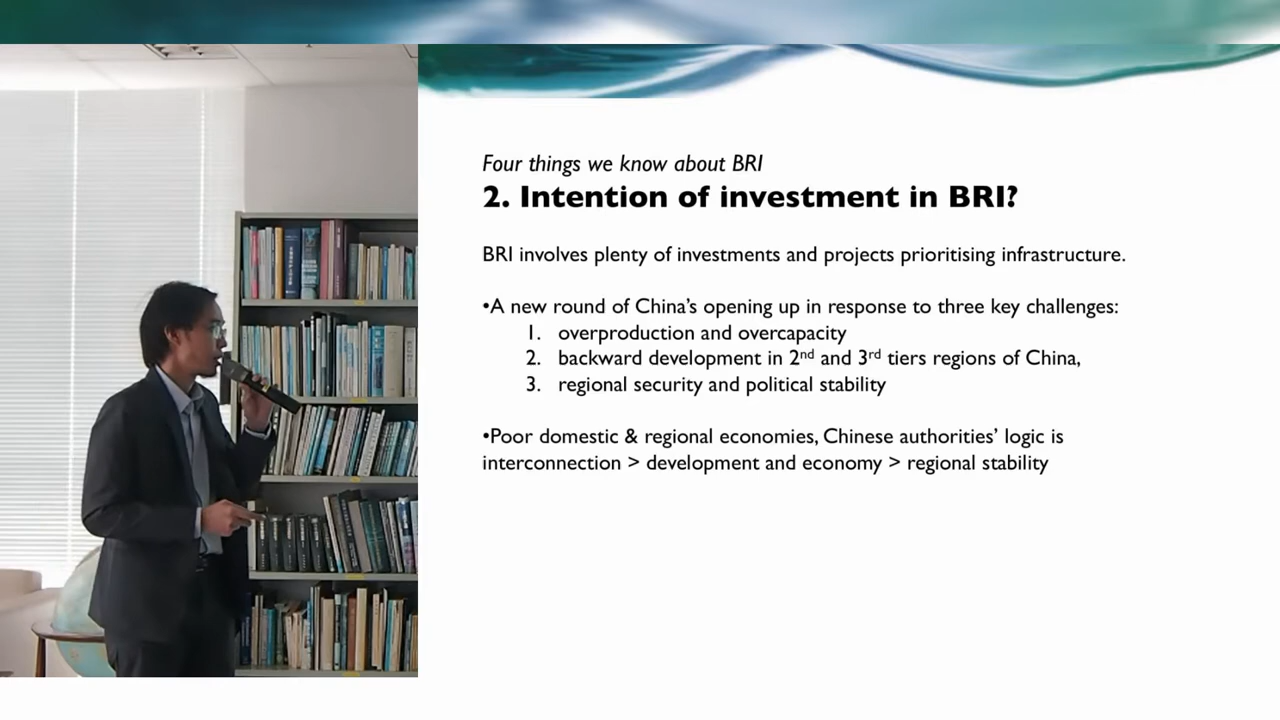 Four things we know about BRI
2. Intention of investment in BRI?
BRI involves plenty of investments and projects prioritising infrastructure.
•A new round of China's opening up in response to three key challenges:
1. overproduction and overcapacity
2. backward development in 2nd and 3rd tiers regions of China,
3. regional security and political stability
•Poor domestic & regional economies, Chinese authorities' logic is
interconnection > development and economy > regional stability